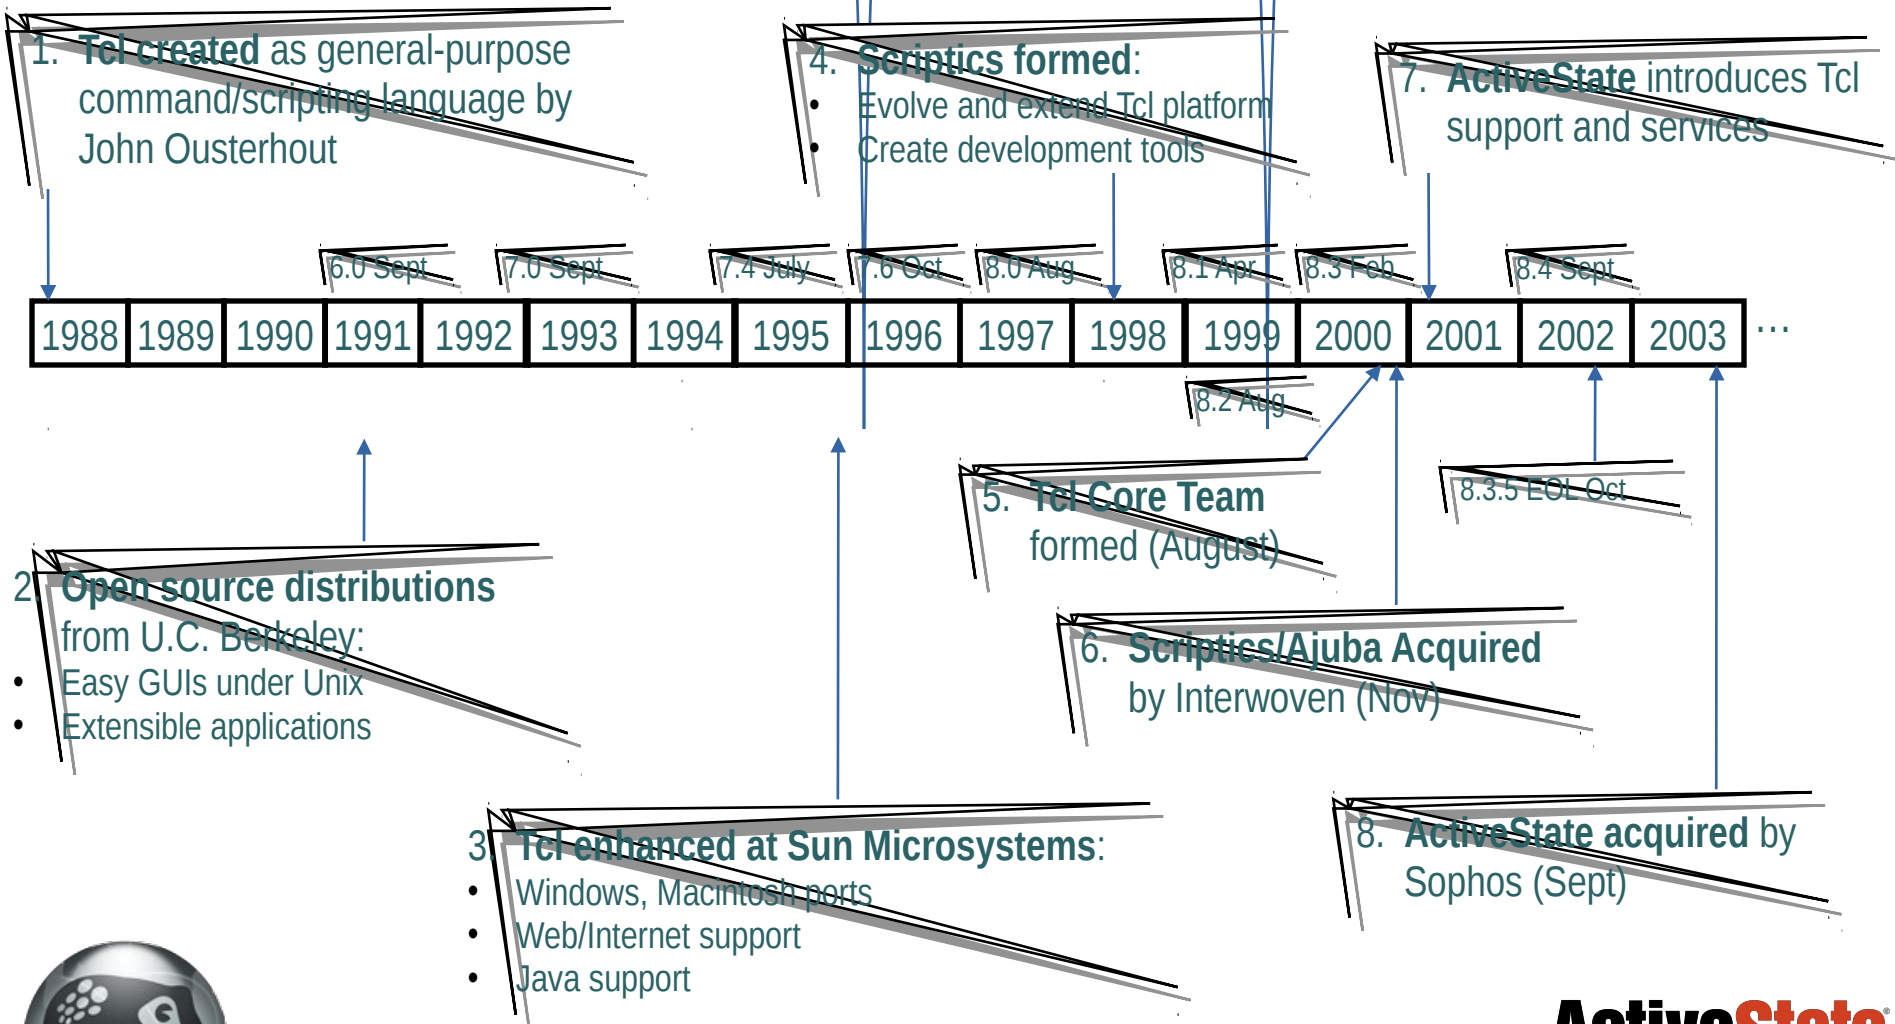 1. Tcl created as general-purpose
command/scripting language by
John Ousterhout
4. Scriptics formed:
• Evolve and extend Tcl platform
• Create development tools
7. ActiveState introduces Tcl
support and services
6.0 Sept
7.0 Sept
7.4 July
7.6 Oct
8.0 Aug
8.1 Apr
8.3 Feb
8.4 Sept
1988 1989 1990 1991 1992 1993 1994 1995 1996 1997 1998 1999 2000 2001 2002 2003 ...
8.2 Aug
5. Tcl Core Team
formed (August)
8.3.5 EOL Oct
2. Open source distributions
from U.C. Berkeley:
• Easy GUIs under Unix
• Extensible applications
6. Scriptics/Ajuba Acquired
by Interwoven (Nov)
3. Tcl enhanced at Sun Microsystems:
• Windows, Macintosh ports
• Web/Internet support
• Java support
8. ActiveState acquired by
Sophos (Sept)
ActiveState®